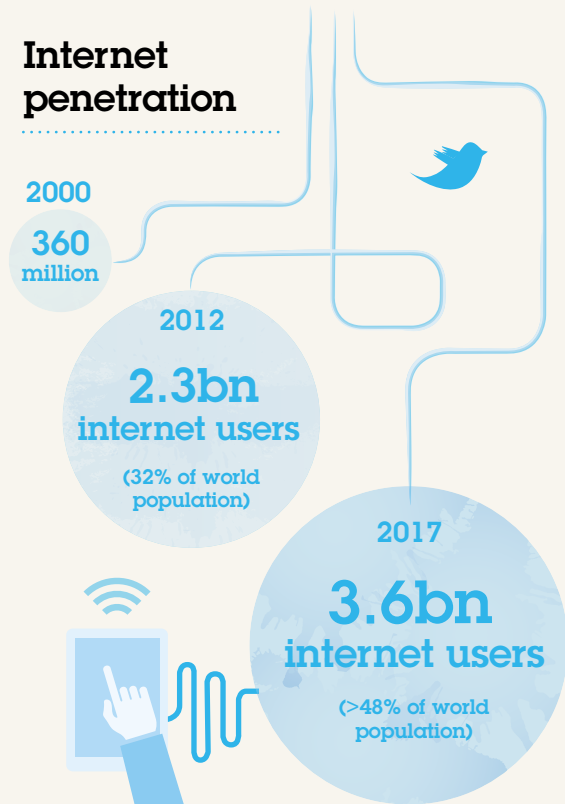 Internet
penetration
2000
360
million
2012
2.3bn
internet users
(32% of world
population)
2017
3.6bn
internet users
(>48% of world
population)